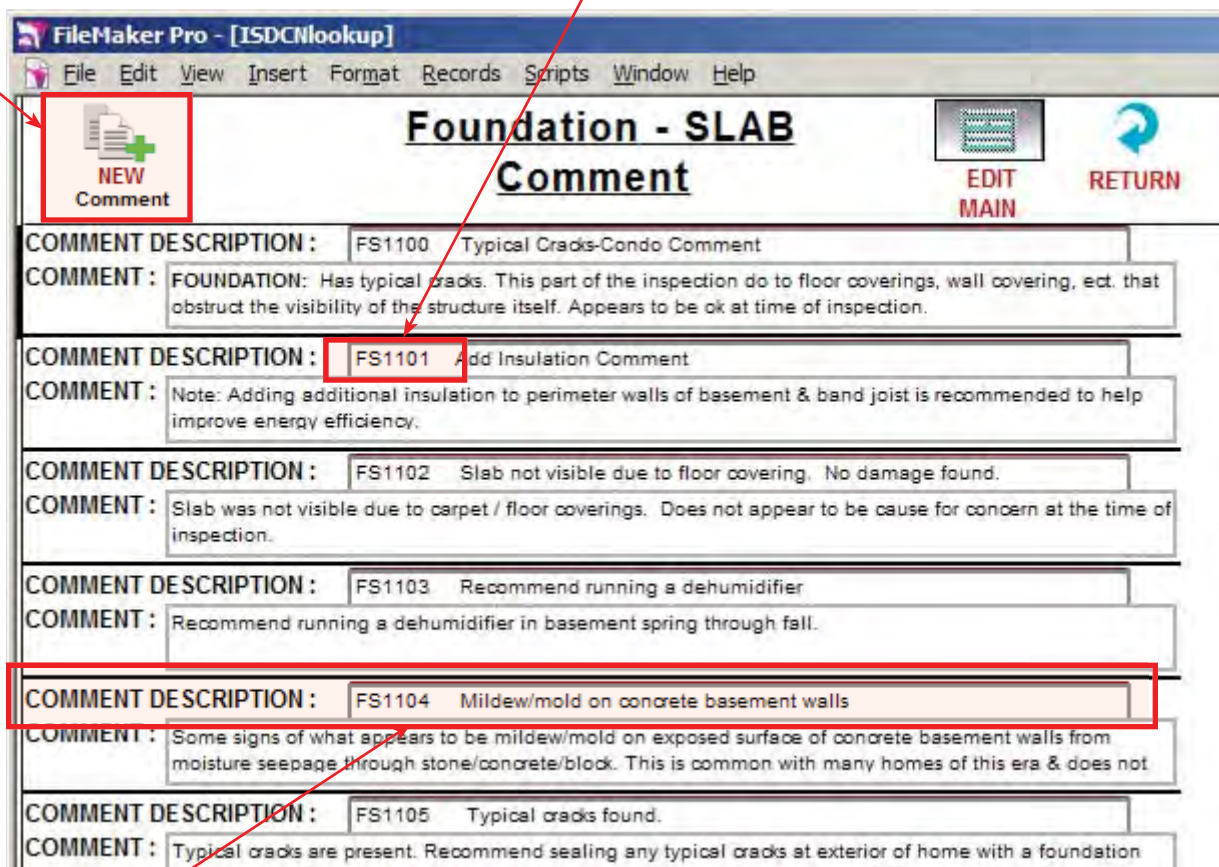 FileMaker Pro - [ISDCNlookup]
File Edit View Insert Format Records Scripts Window Help
NEW
Comment
Foundation - SLAB
Comment
EDIT
MAIN
RETURN
COMMENT DESCRIPTION : FS1100 Typical Cracks-Condo Comment
COMMENT : FOUNDATION: Has typical cracks. This part of the inspection do to floor coverings, wall covering, ect. that
obstruct the visibility of the structure itself. Appears to be ok at time of inspection.
COMMENT DESCRIPTION : FS1101 Add Insulation Comment
COMMENT : Note: Adding additional insulation to perimeter walls of basement & band joist is recommended to help
improve energy efficiency.
COMMENT DESCRIPTION : FS1102 Slab not visible due to floor covering. No damage found.
COMMENT : Slab was not visible due to carpet / floor coverings. Does not appear to be cause for concern at the time of
inspection.
COMMENT DESCRIPTION : FS1103 Recommend running a dehumidifier
COMMENT : Recommend running a dehumidifier in basement spring through fall.
COMMENT DESCRIPTION : FS1104 Mildew/mold on concrete basement walls
COMMENT : Some signs of what appears to be mildew/mold on exposed surface of concrete basement walls from
moisture seepage through stone/concrete/block. This is common with many homes of this era & does not
COMMENT DESCRIPTION : FS1105 Typical cracks found.
COMMENT : Typical cracks are present. Recommend sealing any typical cracks at exterior of home with a foundation